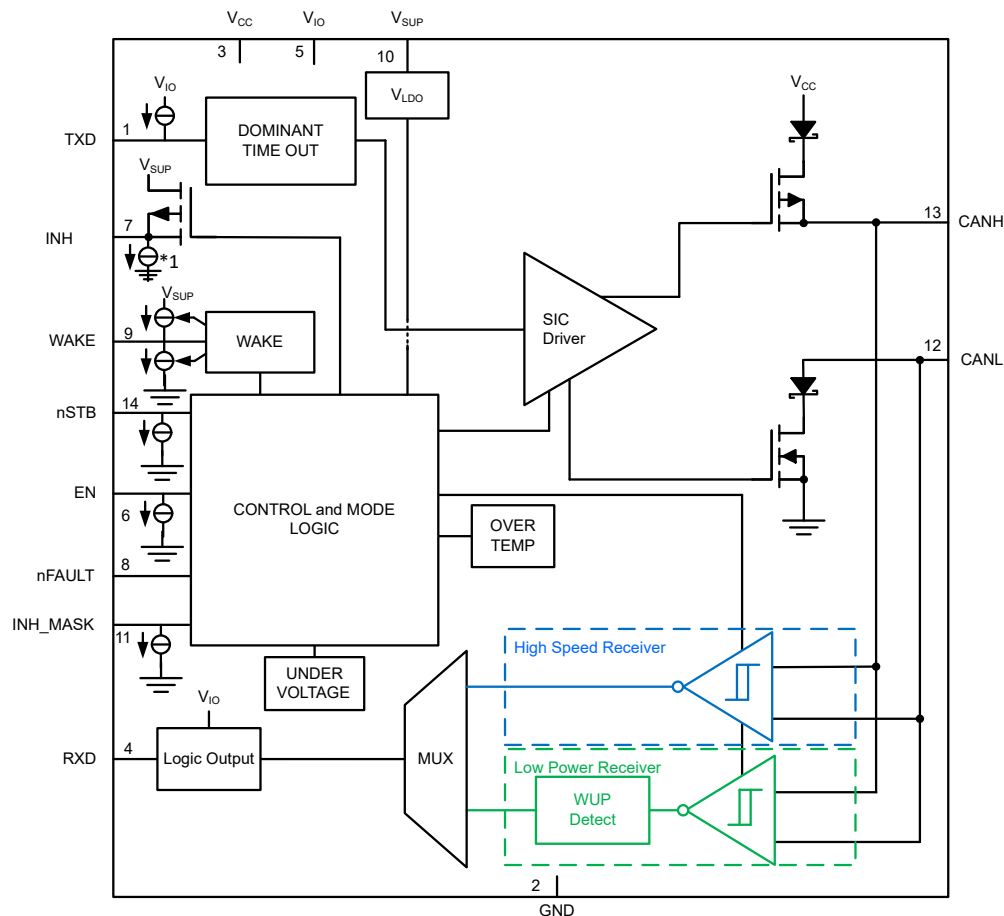 VCC
VIO
VSUP
3
5
10
VLDO
VIO
VCC
1
TXD
DOMINANT
TIME OUT
VSUP
7
INH
*1
13
CANH
VSUP
9
WAKE
WAKE
SIC
Driver
12
CANL
14
nSTB
EN
6
CONTROL and MODE
LOGIC
OVER
TEMP
8
nFAULT
INH_MASK
11
High Speed Receiver
UNDER
VOLTAGE
VIO
4
RXD
Logic Output
MUX
Low Power Receiver
WUP
Detect
2
GND